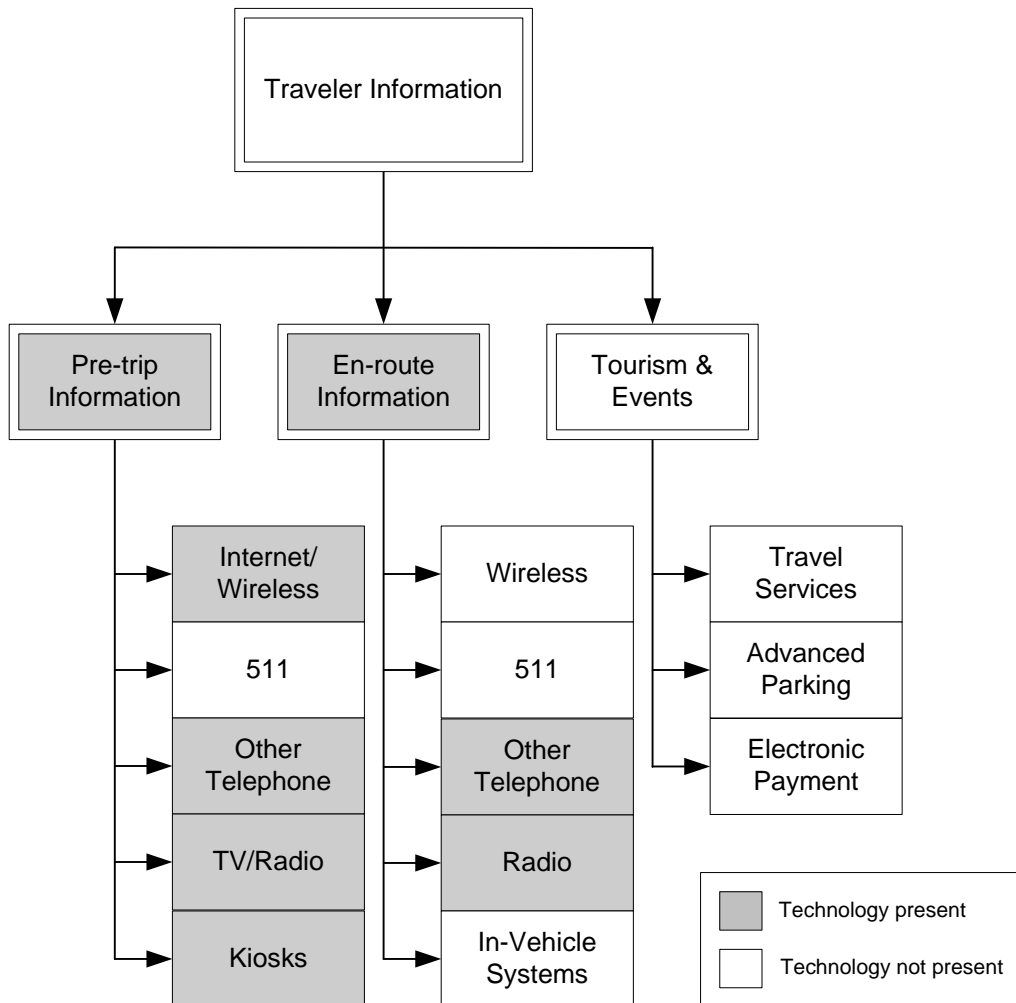 Traveler Information
Pre-trip
Information
En-route
Information
Tourism &
Events
Internet/
Wireless
511
Other
Telephone
TV/Radio
Kiosks
Wireless
511
Other
Telephone
Radio
In-Vehicle
Systems
Travel
Services
Advanced
Parking
Electronic
Payment
Technology present
Technology not present